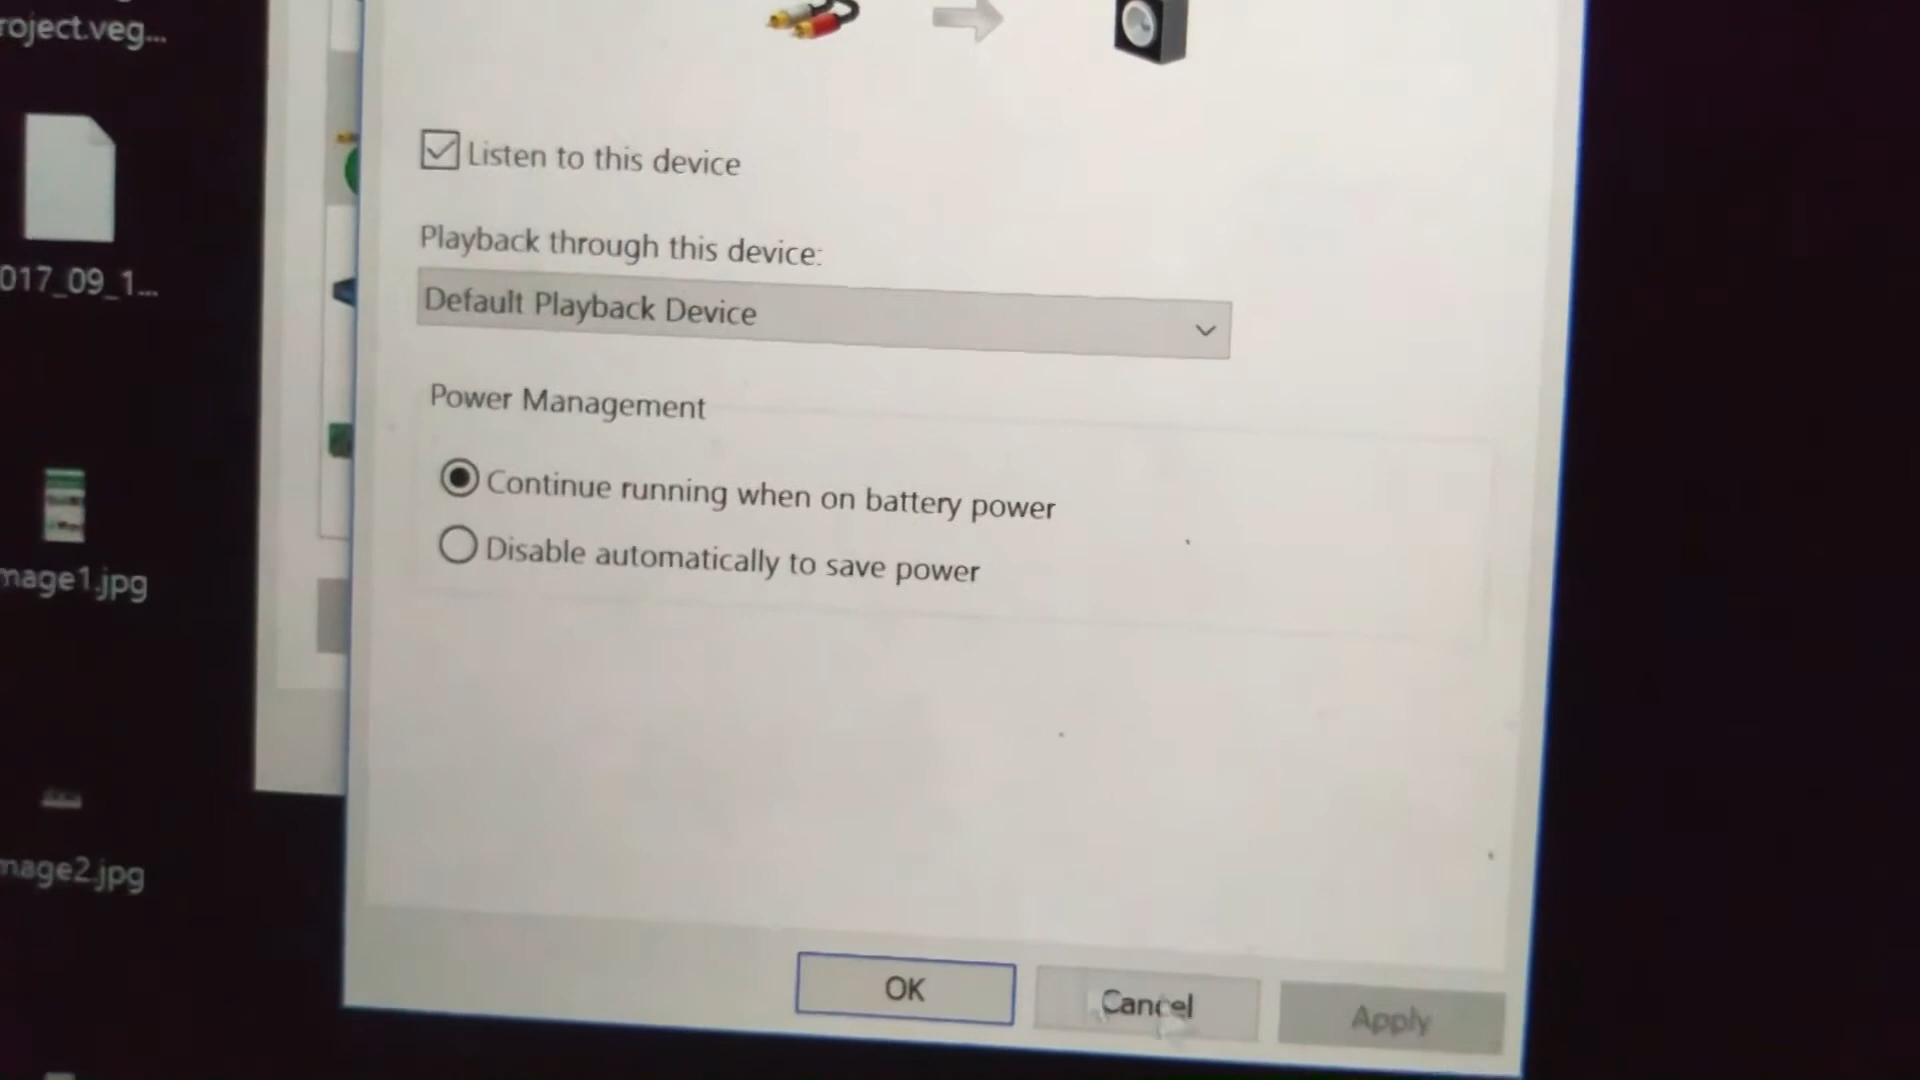 roject.veg...
017_09_1...
mage1.jpg
mage2.jpg
Listen to this device
Playback through this device:
Default Playback Device
Power Management
Continue running when on battery power
Disable automatically to save power
OK
Cancel
Apply